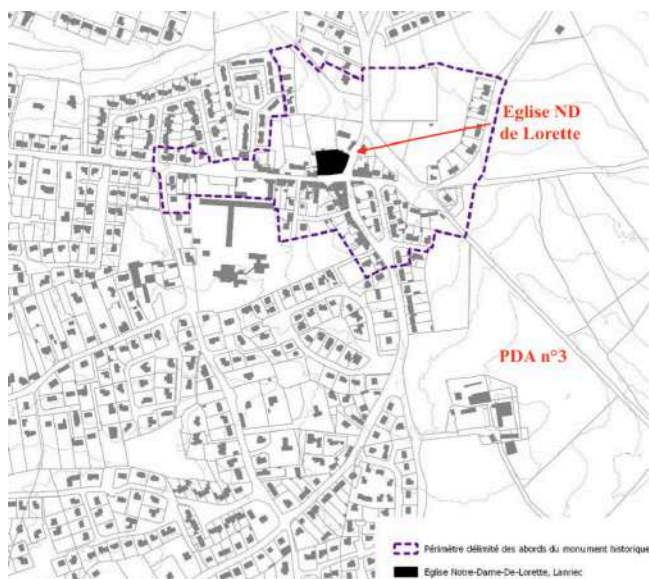 Eglise ND
de Lorette
PDA n°3
Périmètre délimité des abords du monument historique
Eglise Notre-Dame-De-Lorette, Lanriec